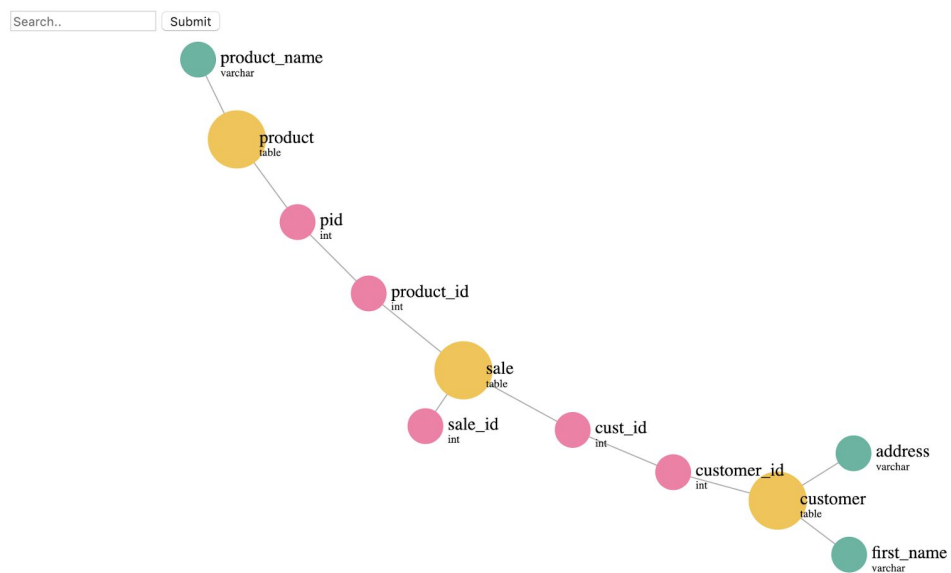 Search.. Submit
product_name
varchar
product
table
pid
int
product_id
int
sale
table
sale_id
int
cust_id
int
customer_id
int
address
varchar
customer
table
first_name
varchar